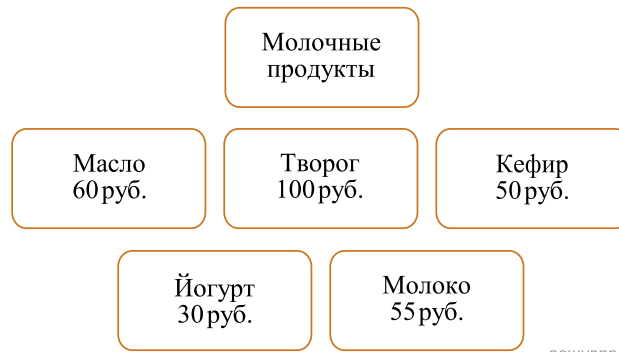 Молочные
продукты
Масло
60 руб.
Творог
100 руб.
Кефир
50 руб.
Йогурт
30 руб.
Молоко
55 руб.